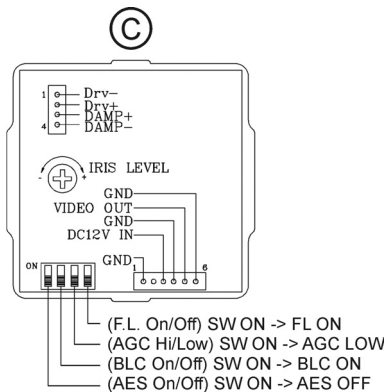 C
1 Drv-
Drv+
DAMP+
4 DAMP-
- + IRIS LEVEL
GND
VIDEO OUT
GND
DC12V IN
ON GND 1 6
(F.L. On/Off) SW ON -> FL ON
(AGC Hi/Low) SW ON -> AGC LOW
(BLC On/Off) SW ON -> BLC ON
(AES On/Off) SW ON -> AES OFF